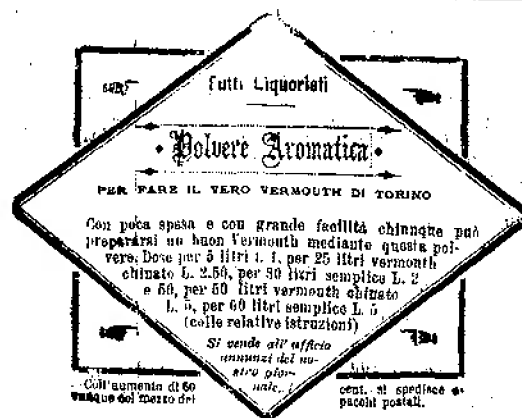 Tutti Liquoristi
Polvere Aromatica
PER FARE IL VERO VERMOUTH DI TORINO
Con poca spesa e con grande facilità chiunque può
prepararsi un buon Vermouth mediante questa pol-
vere. Dose per 5 litri L. 1, per 25 litri vermouth
chinato L. 2.50, per 30 litri semplice L. 2
e 50, per 50 litri vermouth chinato
L. 5, per 60 litri semplice L. 5
(colle relative istruzioni)
Si vende all' ufficio
annunzi del no-
stro gior-
nale.
Coll'aumento di 50 cent. si spedisce
del mezzo dei pacchi postali.